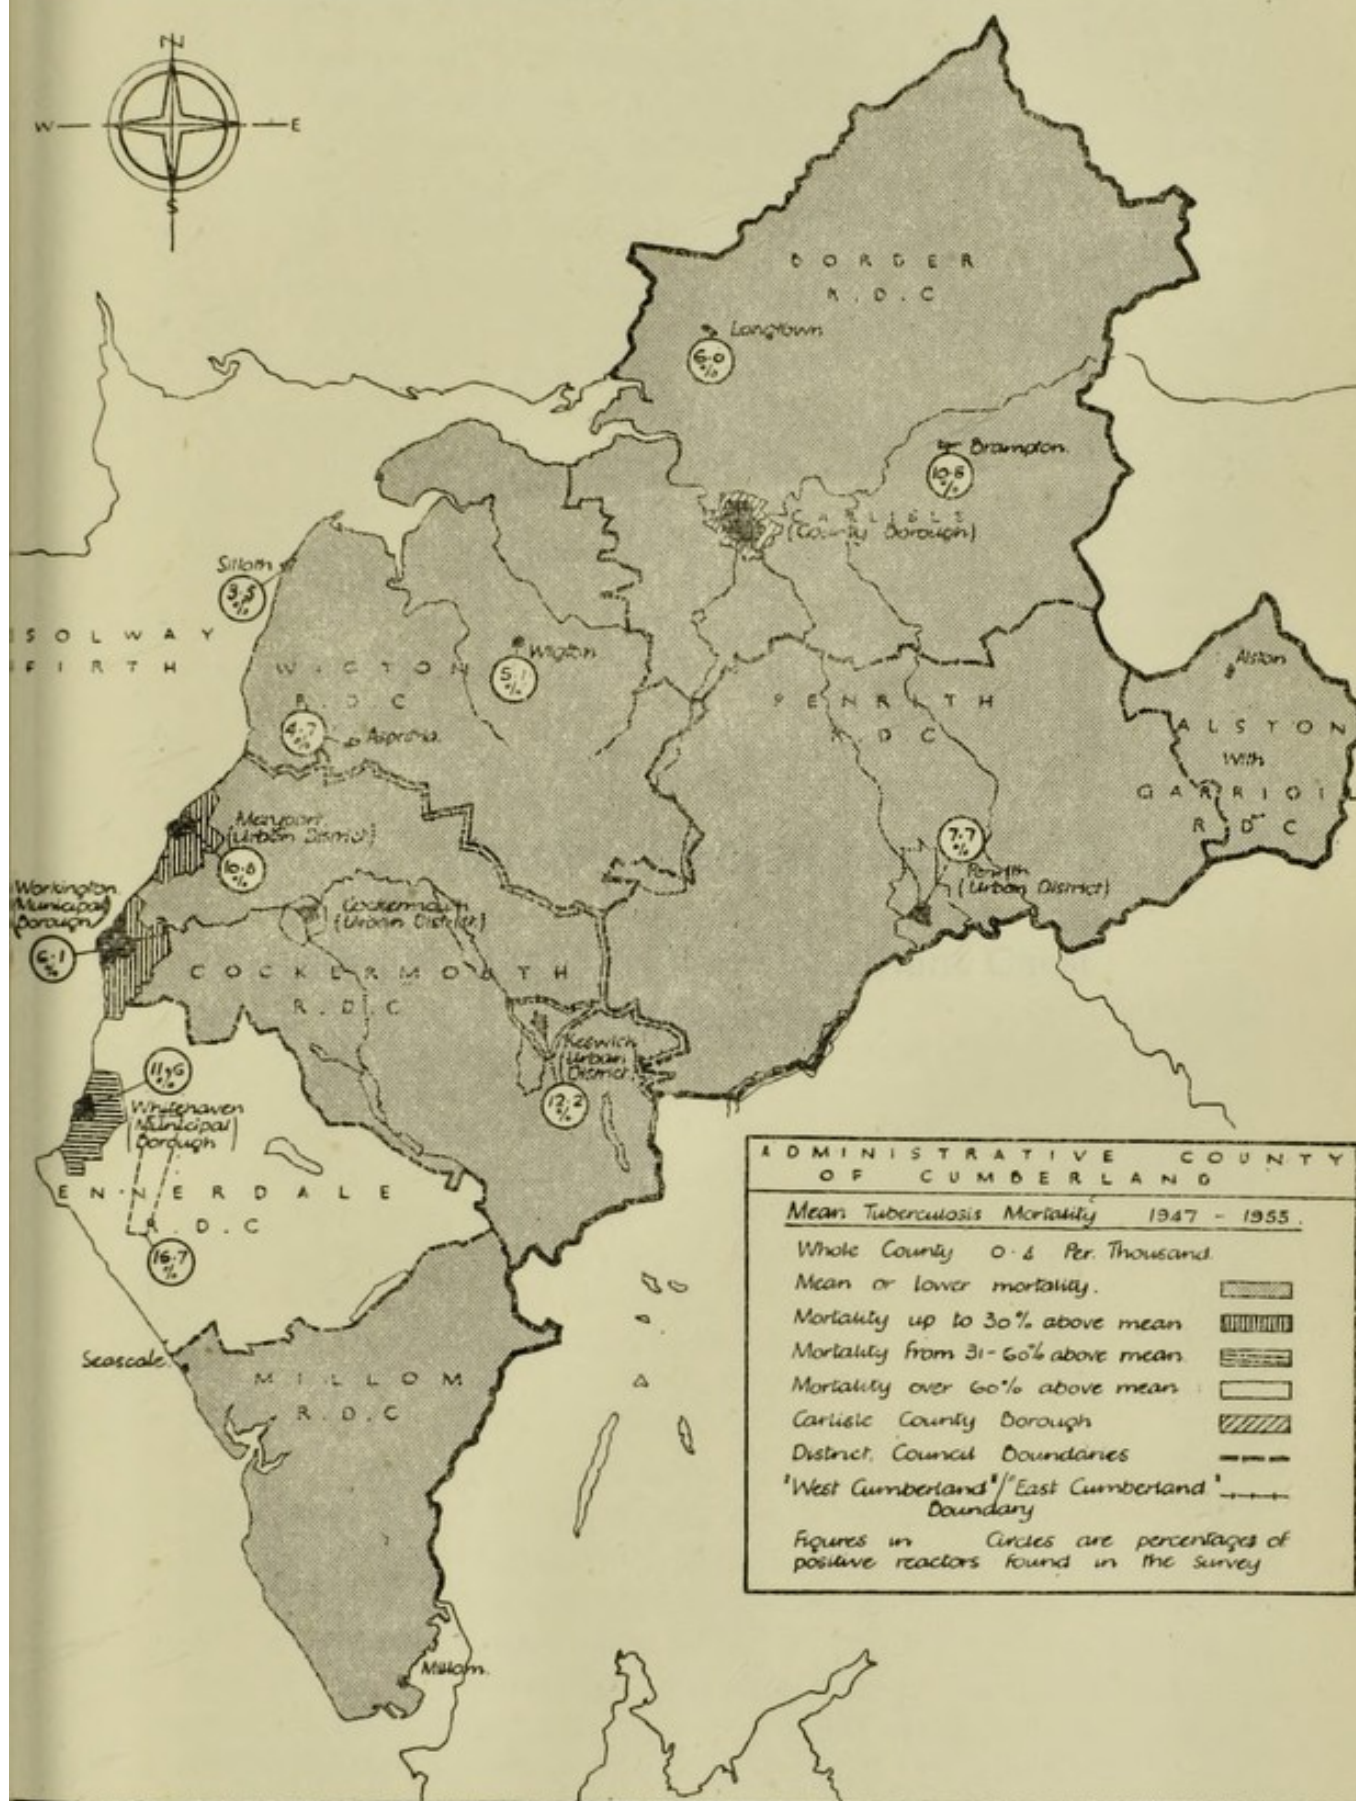 N
W E
S
BORDER
R.D.C
Longtown
6.0
%
Brampton.
10.8
%
CARLISLE
(County Borough)
Silloth
3.5
%
SOLWAY
FIRTH
WIGTON
R.D.C
Wigton
5.1
%
4.7
%
Aspatria.
PENRITH
R.D.C
Alston
ALSTON
With
R.D.C
7.7
%
Penrith
(Urban District)
Maryport.
(Urban District)
10.8
%
Workington
Municipal
Borough
6.1
%
Cockermouth
(Urban District)
COCKERMOUTH
R.D.C
Keswick
(Urban
District)
12.2
%
%
Whitehaven
(Municipal
Borough)
ENNERDALE
R.D.C
16.7
%
Seascale
MILLOM
R.D.C
Millom.
ADMINISTRATIVE COUNTY
OF CUMBERLAND
Mean Tuberculosis Mortality 1947 - 1955.
Whole County 0.4 Per. Thousand.
Mean or lower mortality.
Mortality up to 30% above mean
Mortality from 31-60% above mean
Mortality over 60% above mean
Carlisle County Borough
District Council Boundaries
"West Cumberland"/"East Cumberland"
Boundary
Figures in Circles are percentages of
positive reactors found in the survey